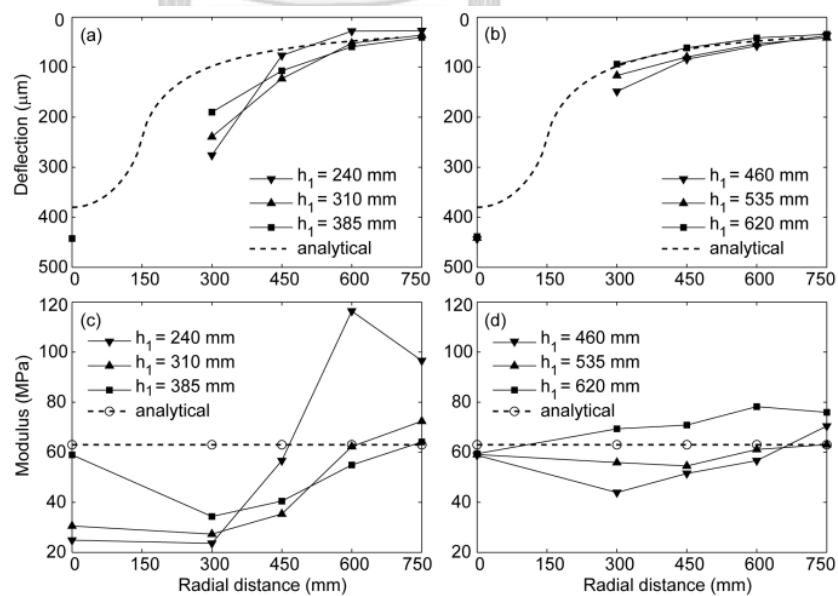 (a)
0
100
200
300
400
500
Deflection (μm)
h1 = 240 mm
h1 = 310 mm
h1 = 385 mm
analytical
0 150 300 450 600 750
(b)
0
100
200
300
400
500
h1 = 460 mm
h1 = 535 mm
h1 = 620 mm
analytical
0 150 300 450 600 750
(c)
120
100
80
60
40
20
Modulus (MPa)
h1 = 240 mm
h1 = 310 mm
h1 = 385 mm
analytical
0 150 300 450 600 750
Radial distance (mm)
(d)
120
100
80
60
40
20
h1 = 460 mm
h1 = 535 mm
h1 = 620 mm
analytical
0 150 300 450 600 750
Radial distance (mm)